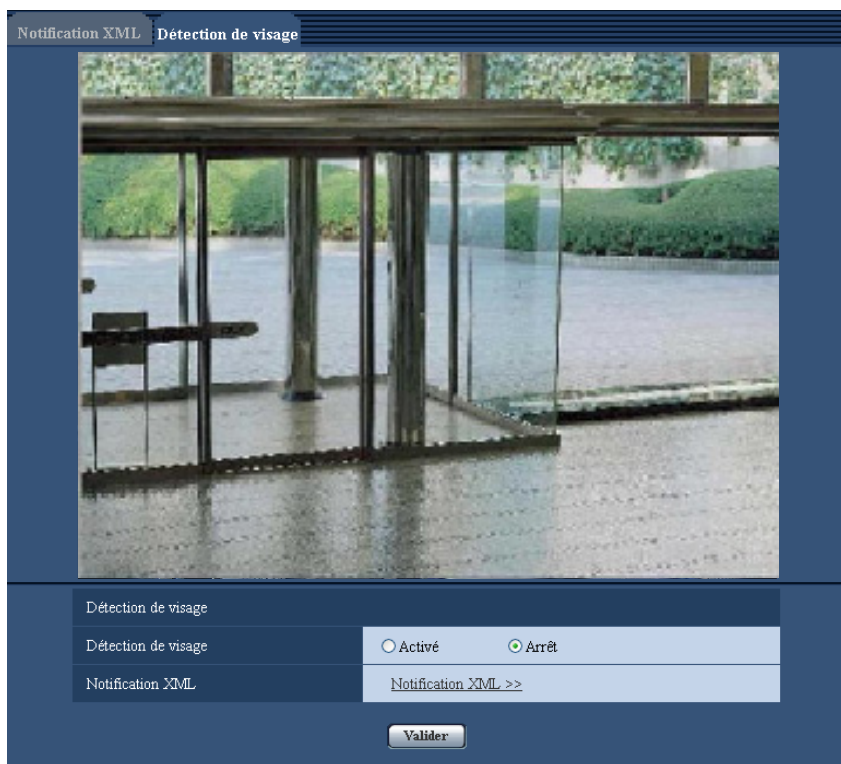 Notification XML Détection de visage
Détection de visage
Détection de visage Activé Arrêt
Notification XML Notification XML >>
Valider